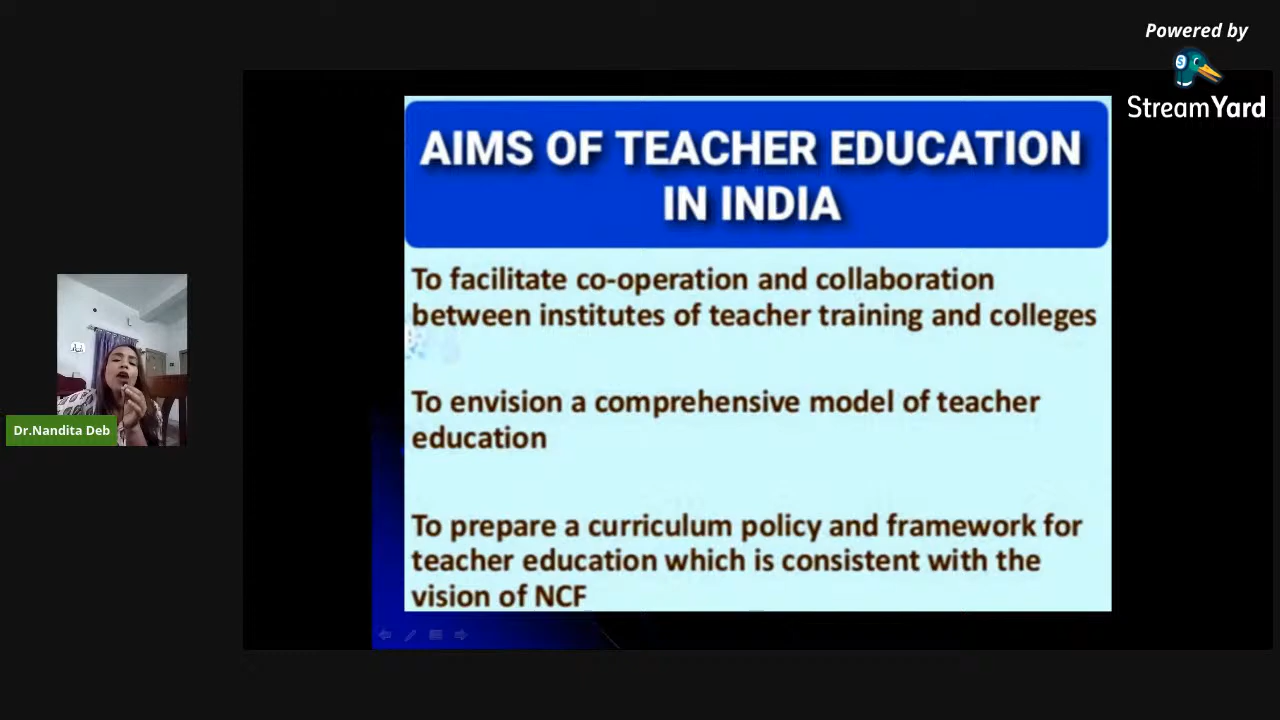 Powered by
StreamYard
AIMS OF TEACHER EDUCATION
IN INDIA
To facilitate co-operation and collaboration
between institutes of teacher training and colleges
To envision a comprehensive model of teacher
education
To prepare a curriculum policy and framework for
teacher education which is consistent with the
vision of NCF
Dr.Nandita Deb